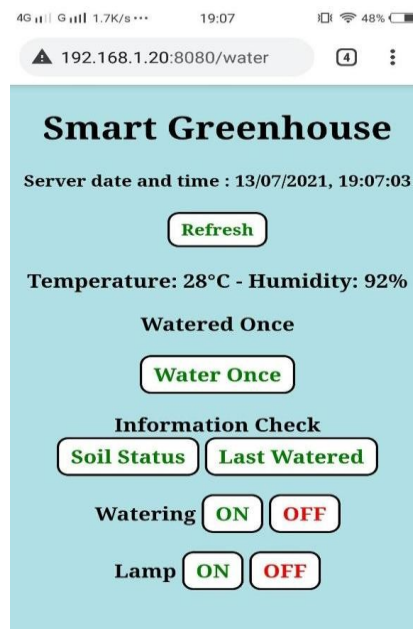 4G G 1.7K/s ··· 19:07 48%
192.168.1.20:8080/water 4
Smart Greenhouse
Server date and time : 13/07/2021, 19:07:03
Refresh
Temperature: 28°C - Humidity: 92%
Watered Once
Water Once
Information Check
Soil Status Last Watered
Watering ON OFF
Lamp ON OFF